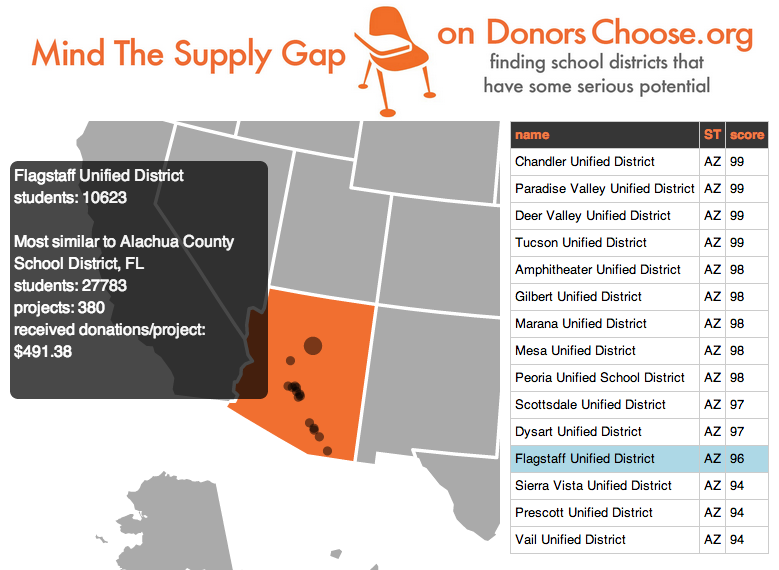 Mind The Supply Gap on DonorsChoose.org
finding school districts that
have some serious potential
Flagstaff Unified District
students: 10623
Most similar to Alachua County
School District, FL
students: 27783
projects: 380
received donations/project:
$491.38
name ST score
Chandler Unified District AZ 99
Paradise Valley Unified District AZ 99
Deer Valley Unified District AZ 99
Tucson Unified District AZ 99
Amphitheater Unified District AZ 98
Gilbert Unified District AZ 98
Marana Unified District AZ 98
Mesa Unified District AZ 98
Peoria Unified School District AZ 98
Scottsdale Unified District AZ 97
Dysart Unified District AZ 97
Flagstaff Unified District AZ 96
Sierra Vista Unified District AZ 94
Prescott Unified District AZ 94
Vail Unified District AZ 94